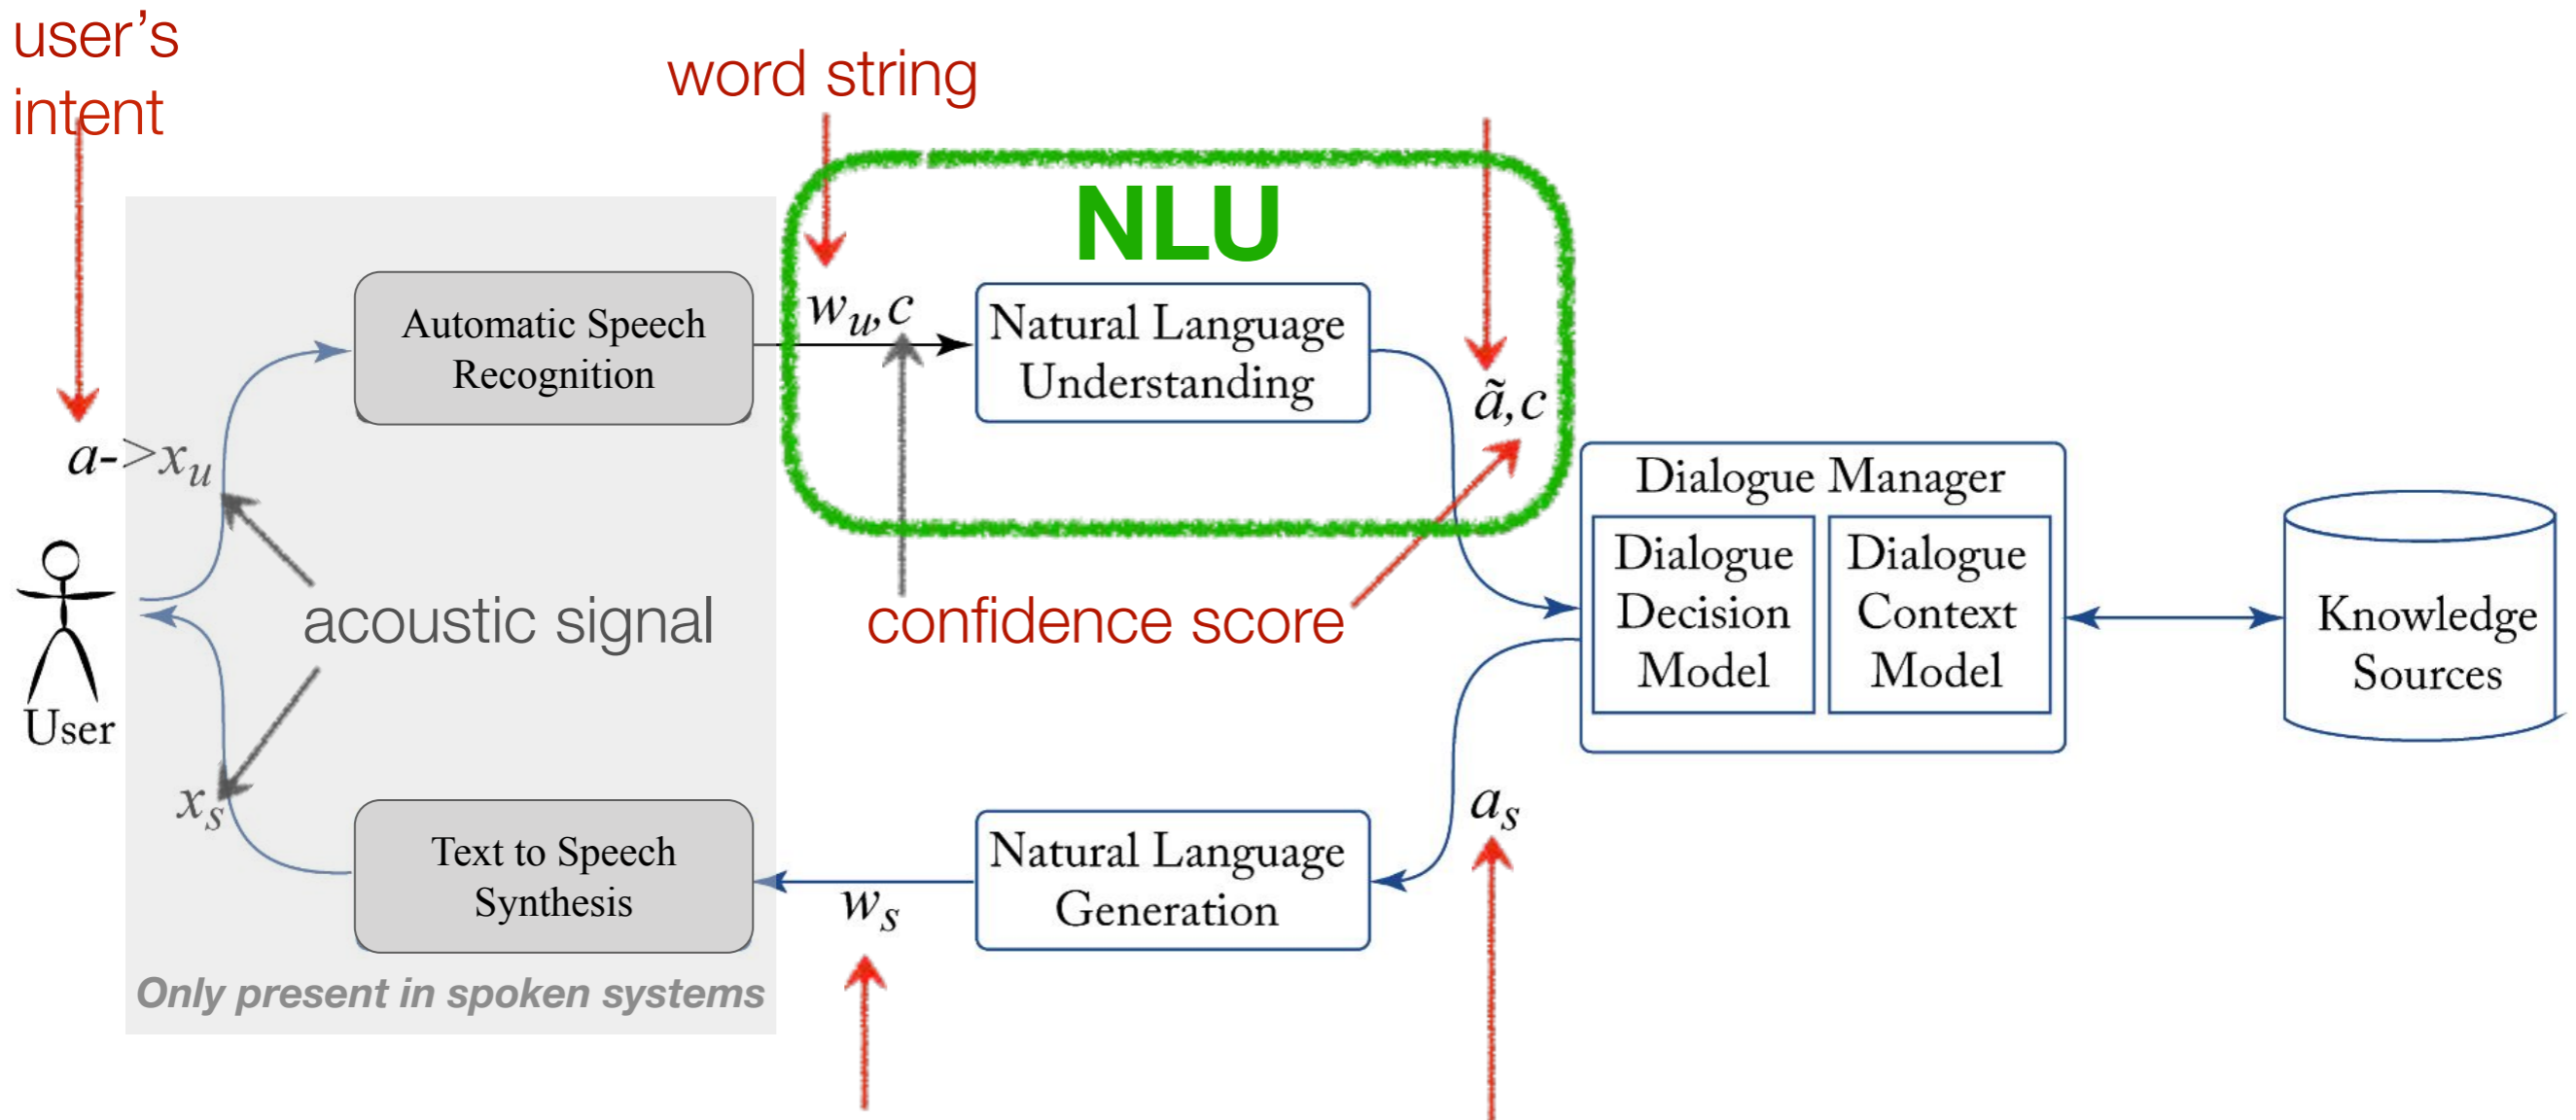 user's
intent
word string
NLU
Automatic Speech
Recognition
w_u,c
Natural Language
Understanding
ã,c
a->x_u
Dialogue Manager
Dialogue
Decision
Model
Dialogue
Context
Model
Knowledge
Sources
acoustic signal
confidence score
User
x_s
Text to Speech
Synthesis
w_s
Natural Language
Generation
a_s
Only present in spoken systems